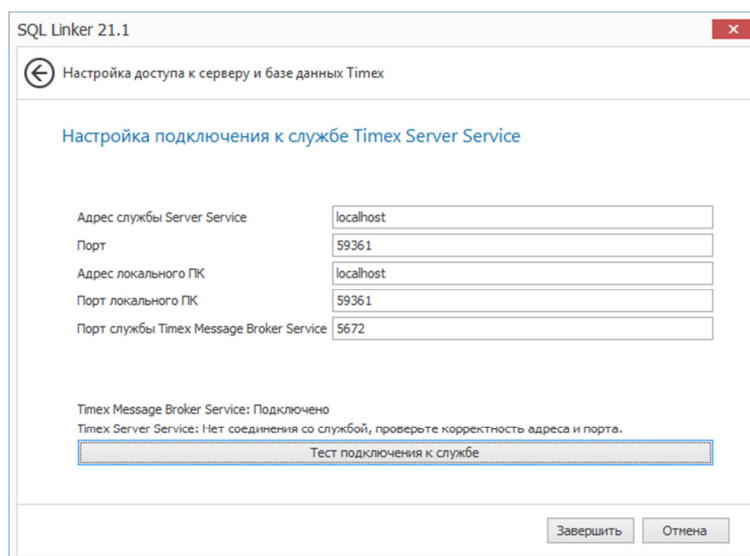 SQL Linker 21.1
Настройка доступа к серверу и базе данных Timex
Настройка подключения к службе Timex Server Service
Адрес службы Server Service localhost
Порт 59361
Адрес локального ПК localhost
Порт локального ПК 59361
Порт службы Timex Message Broker Service 5672
Timex Message Broker Service: Подключено
Timex Server Service: Нет соединения со службой, проверьте корректность адреса и порта.
Тест подключения к службе
Завершить Отмена